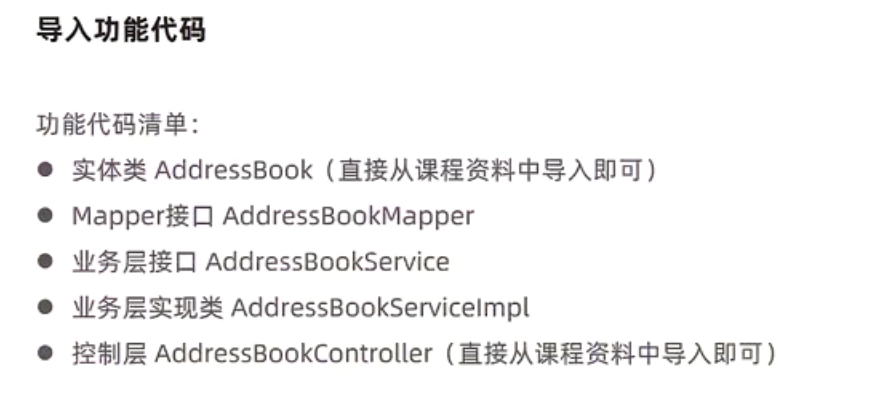 导入功能代码
功能代码清单：
● 实体类 AddressBook（直接从课程资料中导入即可）
● Mapper接口 AddressBookMapper
● 业务层接口 AddressBookService
● 业务层实现类 AddressBookServiceImpl
● 控制层 AddressBookController（直接从课程资料中导入即可）